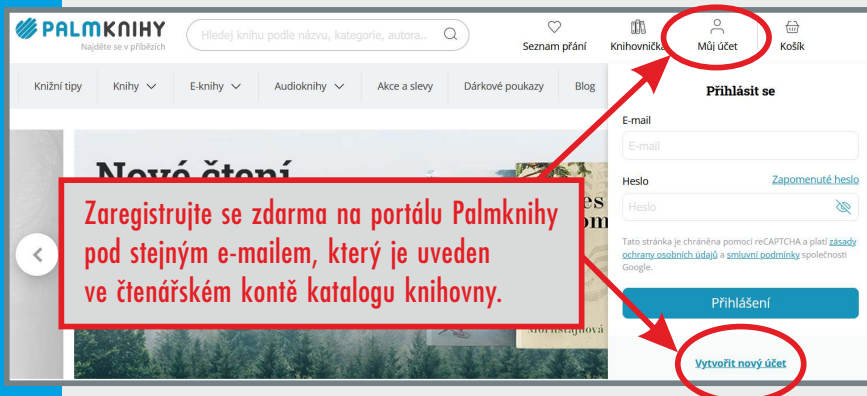 PALMKNIHY
Najděte se v příbězích
Hledej knihu podle názvu, kategorie, autora..
Seznam přání
Knihovnička
Můj účet
Košík
Knižní tipy
Knihy
E-knihy
Audioknihy
Akce a slevy
Dárkové poukazy
Blog
Přihlásit se
E-mail
E-mail
Heslo
Zapomenuté heslo
Heslo
Tato stránka je chráněna pomocí reCAPTCHA a platí zásady
ochrany osobních údajů a smluvní podmínky společnosti
Google.
Přihlášení
Vytvořit nový účet
Nové čtení
Zaregistrujte se zdarma na portálu Palmknihy
pod stejným e-mailem, který je uveden
ve čtenářském kontě katalogu knihovny.